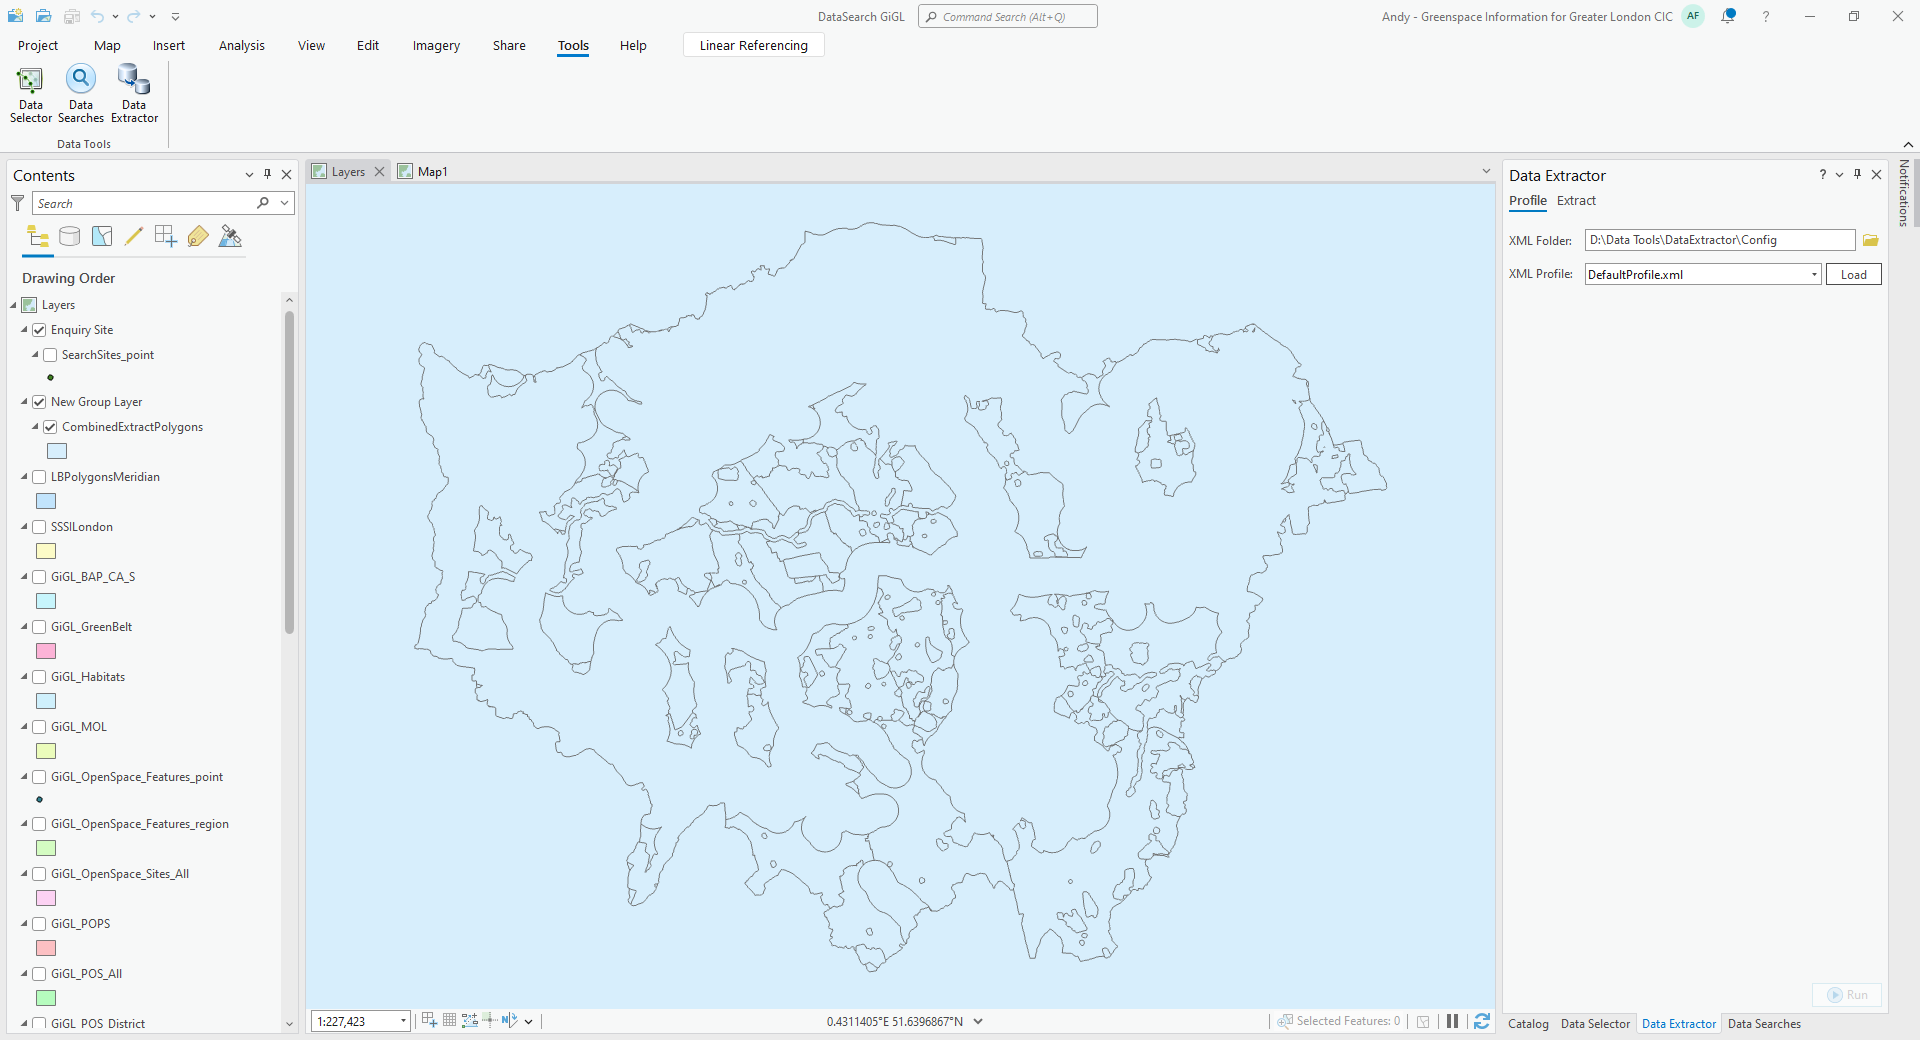 DataSearch GiGL
Command Search (Alt+Q)
Andy - Greenspace Information for Greater London CIC
AF
?
Project
Map
Insert
Analysis
View
Edit
Imagery
Share
Tools
Help
Linear Referencing
Data Selector
Data Searches
Data Extractor
Data Tools
Contents
Search
Drawing Order
Layers
Enquiry Site
SearchSites_point
New Group Layer
CombinedExtractPolygons
LBPolygonsMeridian
SSSILondon
GiGL_BAP_CA_S
GiGL_GreenBelt
GiGL_Habitats
GiGL_MOL
GiGL_OpenSpace_Features_point
GiGL_OpenSpace_Features_region
GiGL_OpenSpace_Sites_All
GiGL_POPS
GiGL_POS_All
GiGL_POS_District
Layers
Map1
1:227,423
0.4311405°E 51.6396867°N
Selected Features: 0
Data Extractor
?
Profile
Extract
XML Folder:
D:\Data Tools\DataExtractor\Config
XML Profile:
DefaultProfile.xml
Load
Run
Catalog
Data Selector
Data Extractor
Data Searches
Notifications